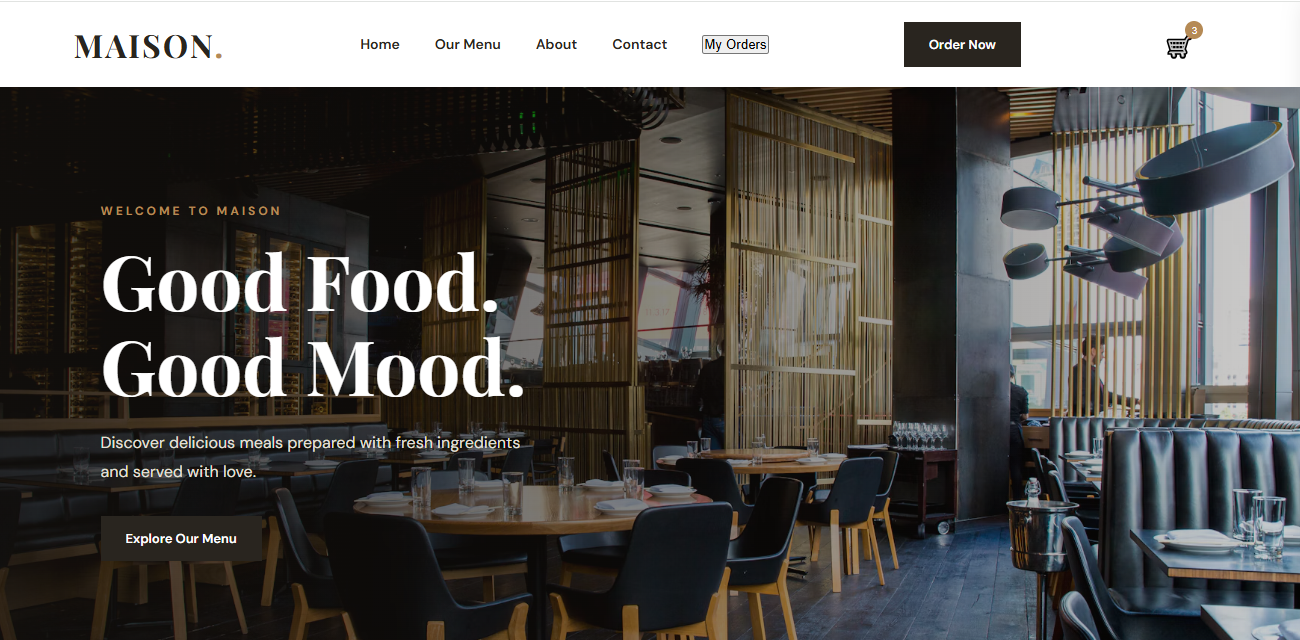 MAISON.
Home Our Menu About Contact My Orders
Order Now
3
WELCOME TO MAISON
Good Food.
Good Mood.
Discover delicious meals prepared with fresh ingredients
and served with love.
Explore Our Menu